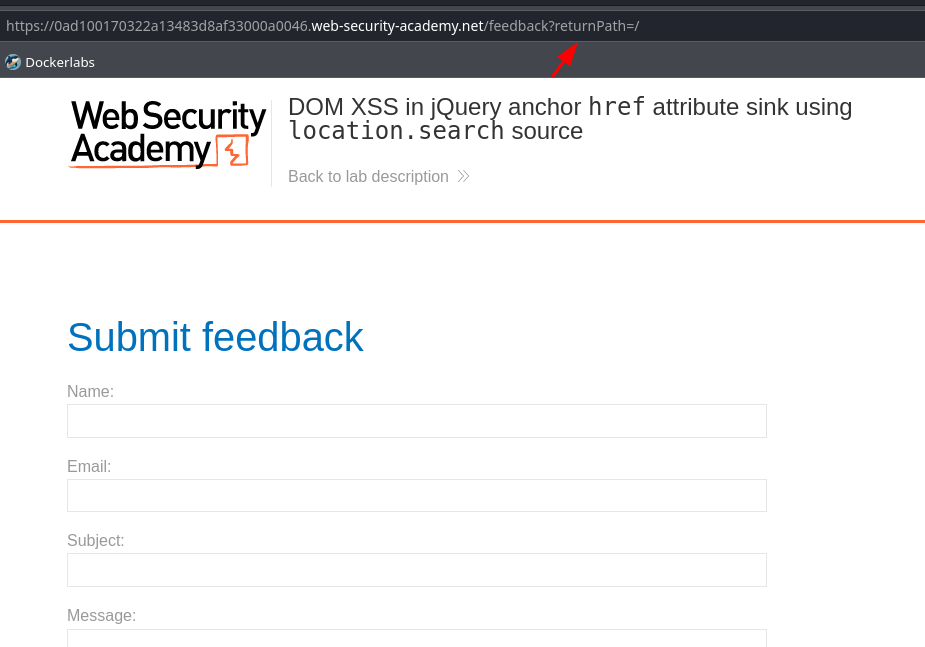 https://0ad100170322a13483d8af33000a0046.web-security-academy.net/feedback?returnPath=/
Dockerlabs
Web Security
Academy
DOM XSS in jQuery anchor href attribute sink using
location.search source
Back to lab description
Submit feedback
Name:
Email:
Subject:
Message: